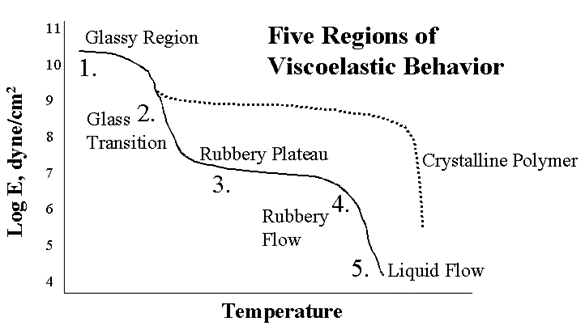 Five Regions of
Viscoelastic Behavior
Log E, dyne/cm²
11
10
9
8
7
6
5
4
Glassy Region
1.
2.
Glass
Transition
Rubbery Plateau
3.
Crystalline Polymer
4.
Rubbery
Flow
5.
Liquid Flow
Temperature